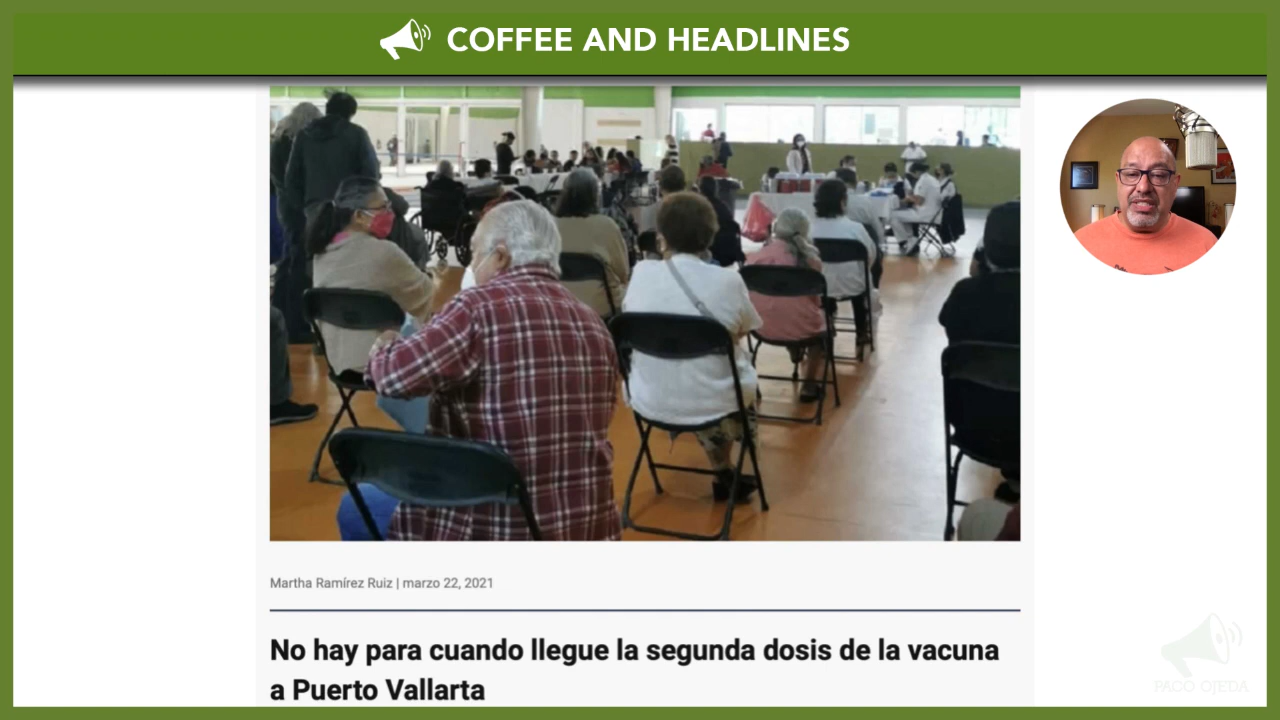 COFFEE AND HEADLINES
Martha Ramírez Ruiz | marzo 22, 2021
No hay para cuando llegue la segunda dosis de la vacuna
a Puerto Vallarta
PACO OJEDA